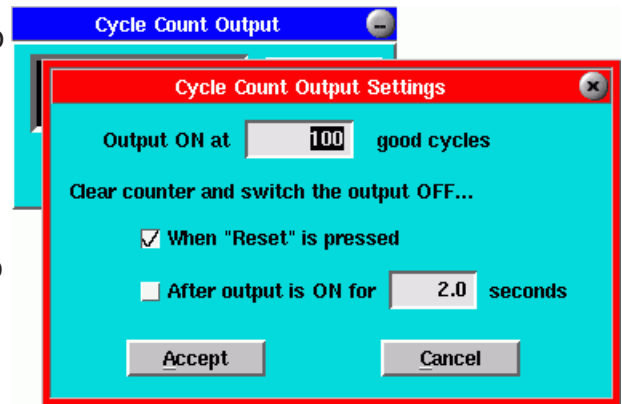 Cycle Count Output
Cycle Count Output Settings
Output ON at 100 good cycles
Clear counter and switch the output OFF...
When "Reset" is pressed
After output is ON for 2.0 seconds
Accept Cancel